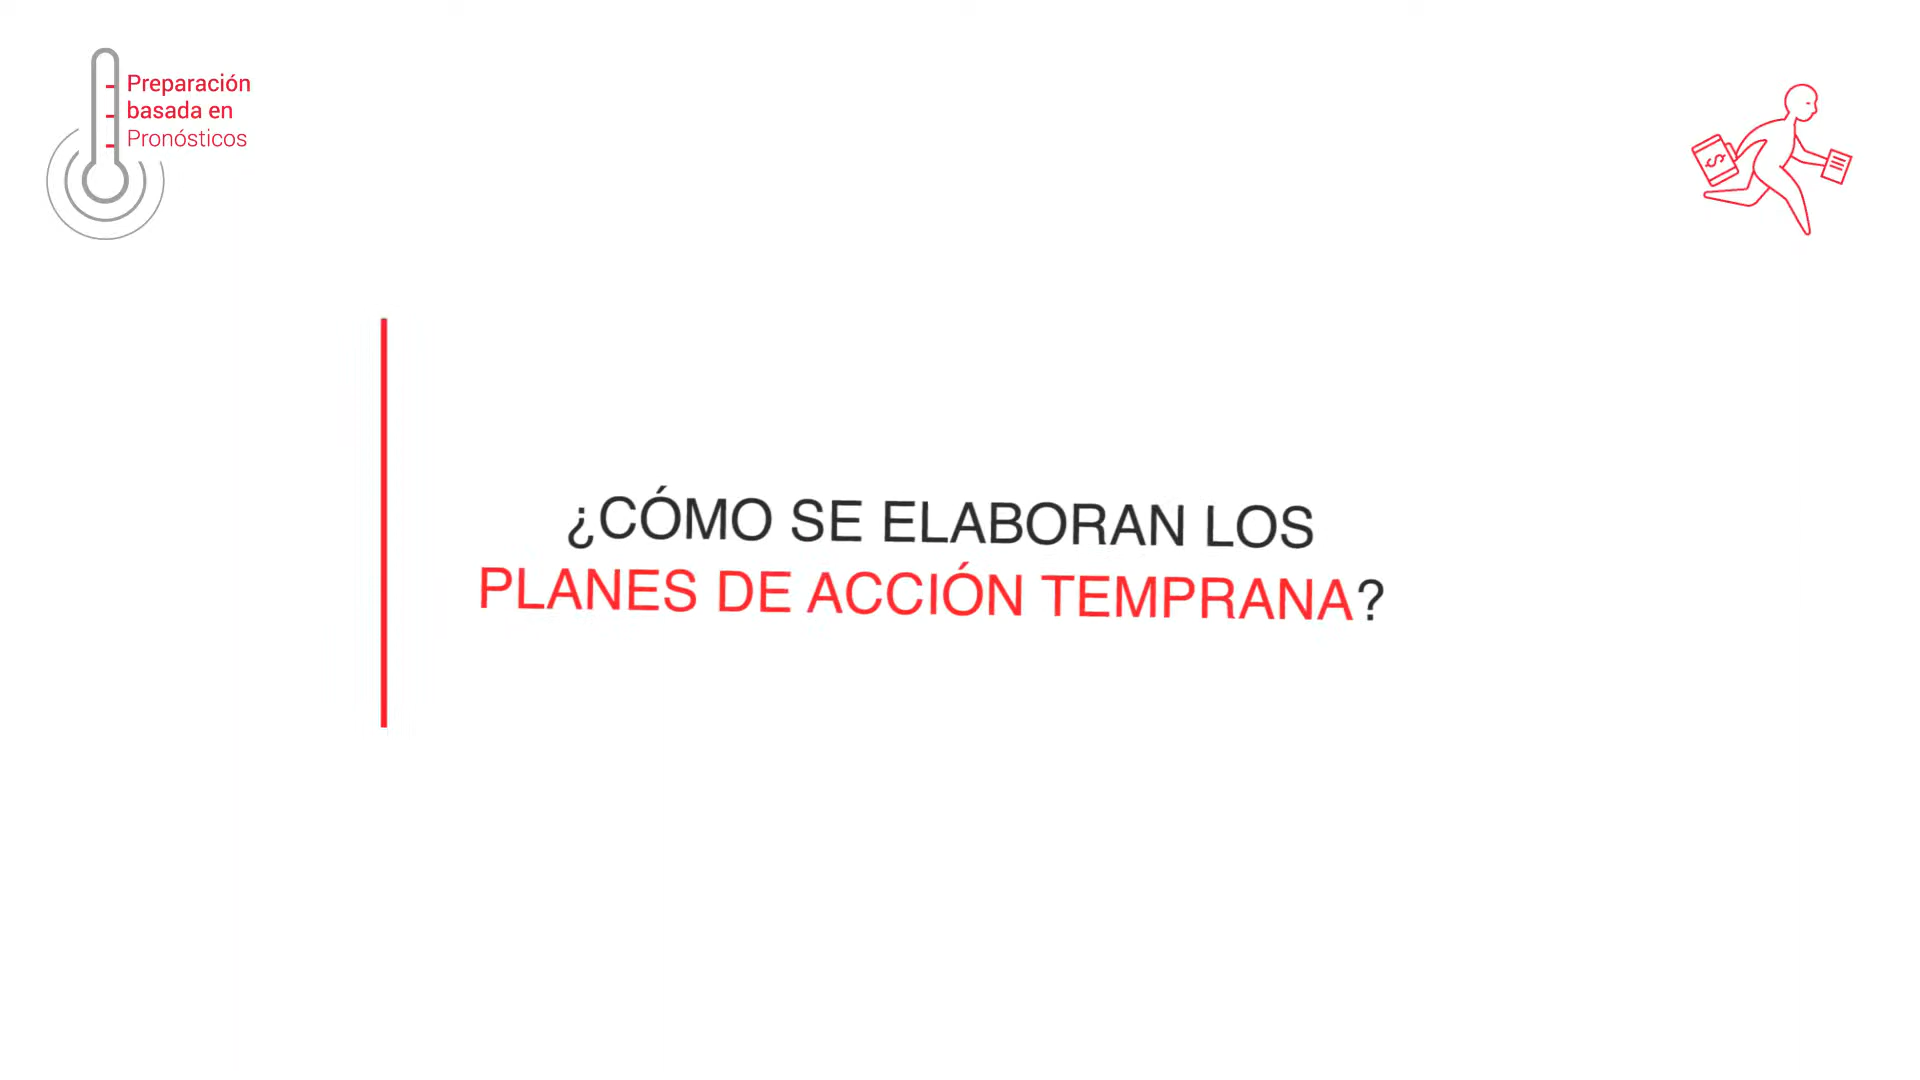 Preparación
basada en
Pronósticos
$
¿CÓMO SE ELABORAN LOS
PLANES DE ACCIÓN TEMPRANA?